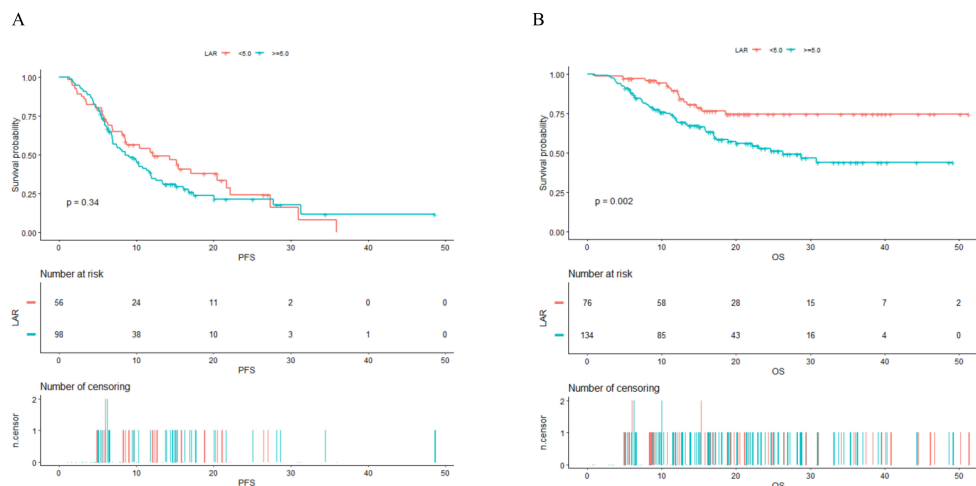 A
LAR <5.0 >=5.0
Survival probability
1.00
0.75
0.50
0.25
0.00
p = 0.34
0 10 20 30 40 50
PFS
Number at risk
LAR
56 24 11 2 0 0
98 38 10 3 1 0
0 10 20 30 40 50
PFS
Number of censoring
n.censor
2
1
0
0 10 20 30 40 50
PFS
B
LAR <5.0 >=5.0
Survival probability
1.00
0.75
0.50
0.25
0.00
p = 0.002
0 10 20 30 40 50
OS
Number at risk
LAR
76 58 28 15 7 2
134 85 43 16 4 0
0 10 20 30 40 50
OS
Number of censoring
n.censor
2
1
0
0 10 20 30 40 50
OS